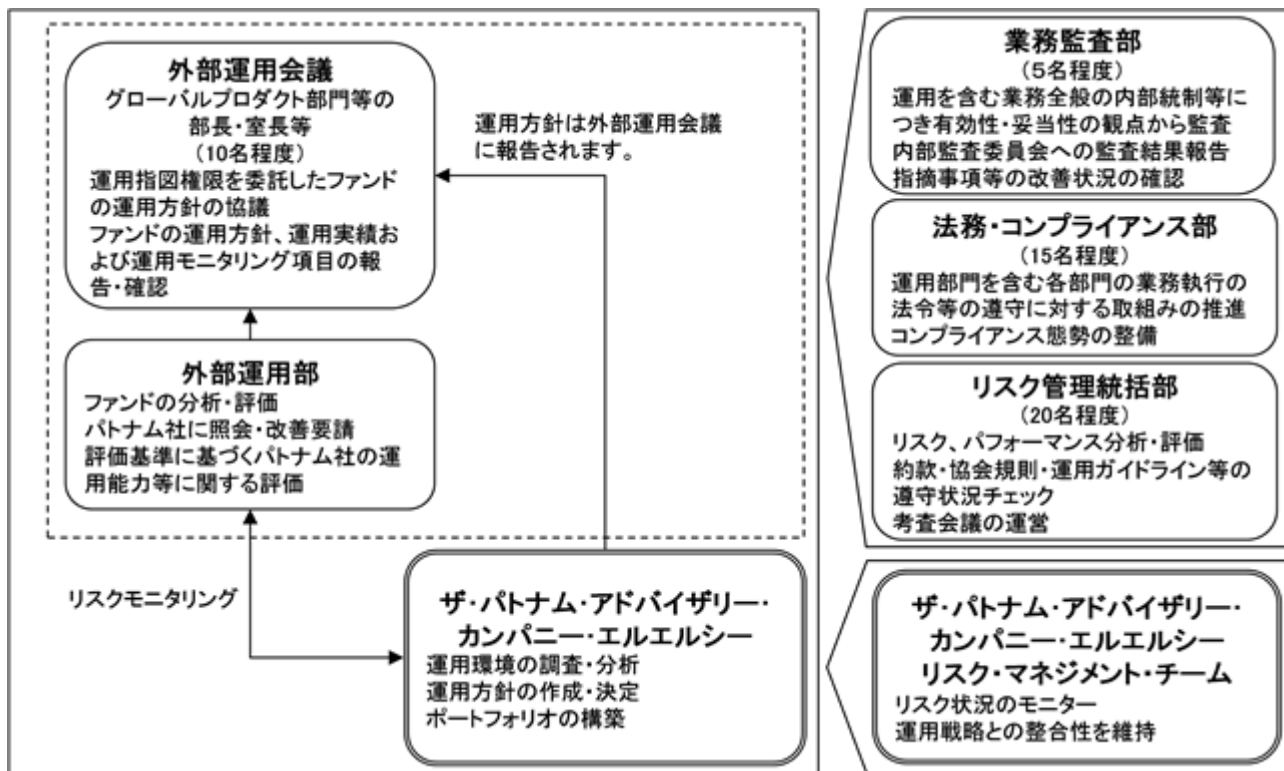 外部運用会議
グローバルプロダクト部門等の
部長・室長等
(10名程度)
運用指図権限を委託したファンド
の運用方針の協議
ファンドの運用方針、運用実績お
よび運用モニタリング項目の報
告・確認
運用方針は外部運用会議
に報告されます。
外部運用部
ファンドの分析・評価
パトナム社に照会・改善要請
評価基準に基づくパトナム社の運
用能力等に関する評価
リスクモニタリング
ザ・パトナム・アドバイザリー・
カンパニー・エルエルシー
運用環境の調査・分析
運用方針の作成・決定
ポートフォリオの構築
業務監査部
(5名程度)
運用を含む業務全般の内部統制等に
つき有効性・妥当性の観点から監査
内部監査委員会への監査結果報告
指摘事項等の改善状況の確認
法務・コンプライアンス部
(15名程度)
運用部門を含む各部門の業務執行の
法令等の遵守に対する取組みの推進
コンプライアンス態勢の整備
リスク管理統括部
(20名程度)
リスク、パフォーマンス分析・評価
約款・協会規則・運用ガイドライン等の
遵守状況チェック
考査会議の運営
ザ・パトナム・アドバイザリー・
カンパニー・エルエルシー
リスク・マネジメント・チーム
リスク状況のモニター
運用戦略との整合性を維持